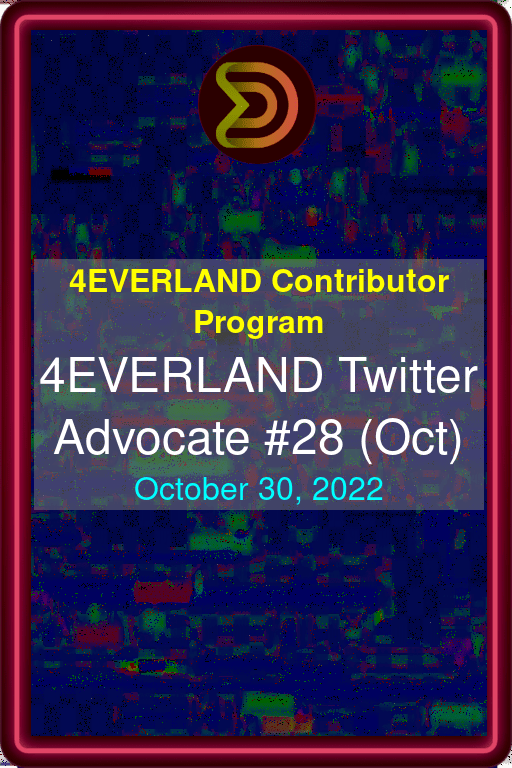 4EVERLAND Contributor
Program
4EVERLAND Twitter
Advocate #28 (Oct)
October 30, 2022